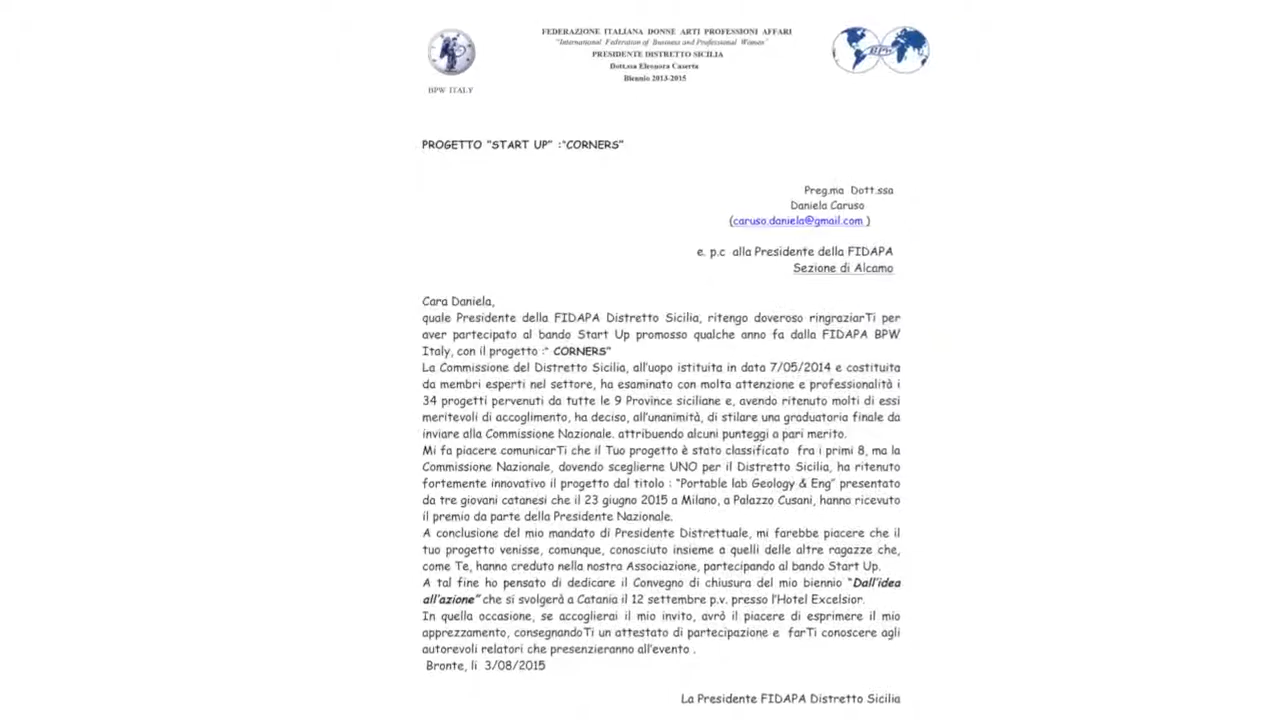 FEDERAZIONE ITALIANA DONNE ARTI PROFESSIONI AFFARI
"International Federation of Business and Professional Women"
PRESIDENTE DISTRETTO SICILIA
Dott.ssa Eleonora Caserta
Biennio 2013-2015
BPW
BPW ITALY
PROGETTO "START UP" :"CORNERS"
Preg.ma Dott.ssa
Daniela Caruso
(caruso.daniela@gmail.com )
e. p.c alla Presidente della FIDAPA
Sezione di Alcamo
Cara Daniela,
quale Presidente della FIDAPA Distretto Sicilia, ritengo doveroso ringraziarTi per
aver partecipato al bando Start Up promosso qualche anno fa dalla FIDAPA BPW
Italy, con il progetto :" CORNERS"
La Commissione del Distretto Sicilia, all'uopo istituita in data 7/05/2014 e costituita
da membri esperti nel settore, ha esaminato con molta attenzione e professionalità i
34 progetti pervenuti da tutte le 9 Province siciliane e, avendo ritenuto molti di essi
meritevoli di accoglimento, ha deciso, all'unanimità, di stilare una graduatoria finale da
inviare alla Commissione Nazionale. attribuendo alcuni punteggi a pari merito.
Mi fa piacere comunicarTi che il Tuo progetto è stato classificato fra i primi 8, ma la
Commissione Nazionale, dovendo sceglierne UNO per il Distretto Sicilia, ha ritenuto
fortemente innovativo il progetto dal titolo : "Portable lab Geology & Eng" presentato
da tre giovani catanesi che il 23 giugno 2015 a Milano, a Palazzo Cusani, hanno ricevuto
il premio da parte della Presidente Nazionale.
A conclusione del mio mandato di Presidente Distrettuale, mi farebbe piacere che il
tuo progetto venisse, comunque, conosciuto insieme a quelli delle altre ragazze che,
come Te, hanno creduto nella nostra Associazione, partecipando al bando Start Up.
A tal fine ho pensato di dedicare il Convegno di chiusura del mio biennio "Dall'idea
all'azione" che si svolgerà a Catania il 12 settembre p.v. presso l'Hotel Excelsior.
In quella occasione, se accoglierai il mio invito, avrò il piacere di esprimere il mio
apprezzamento, consegnandoTi un attestato di partecipazione e farTi conoscere agli
autorevoli relatori che presenzieranno all'evento .
Bronte, li 3/08/2015
La Presidente FIDAPA Distretto Sicilia